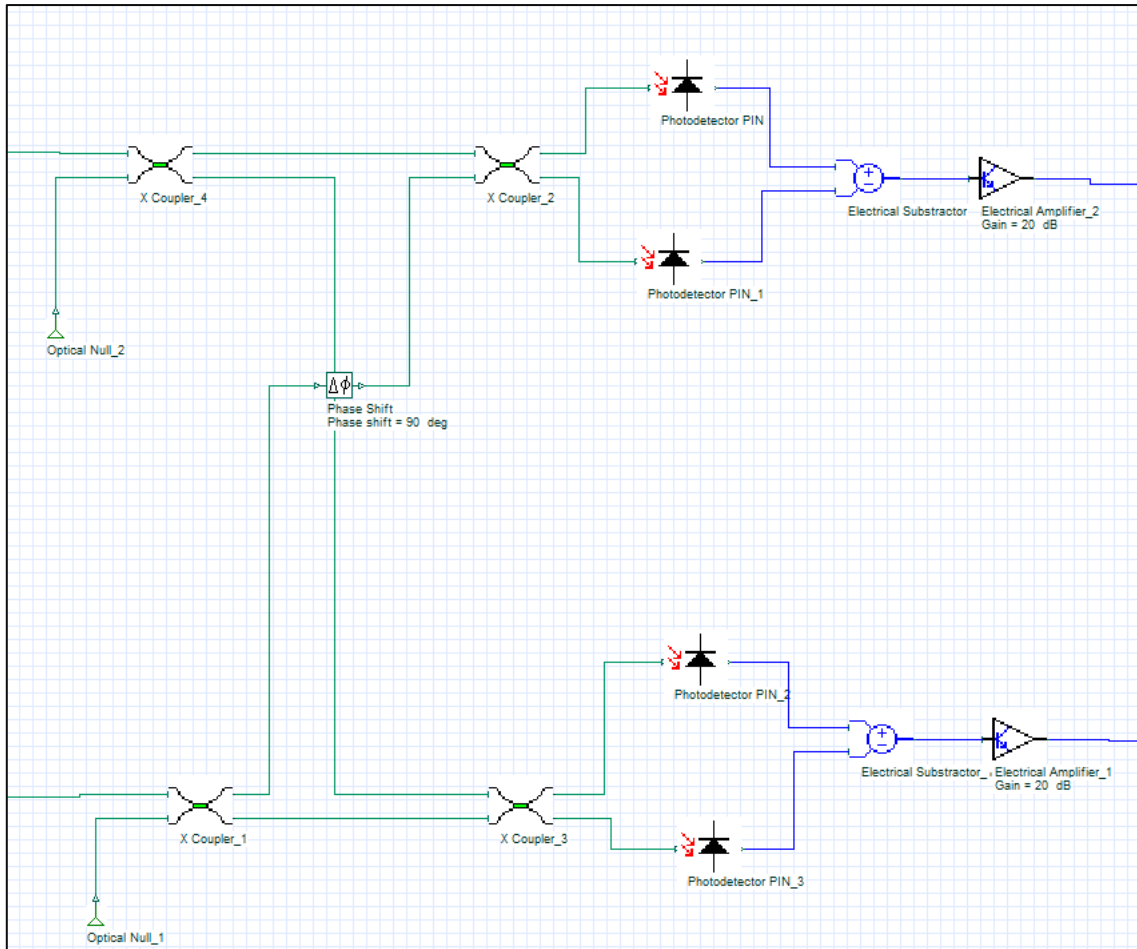 Photodetector PIN
X Coupler_4
X Coupler_2
Electrical Substractor
Electrical Amplifier_2
Gain = 20 dB
Photodetector PIN_1
Optical Null_2
Δϕ
Phase Shift
Phase shift = 90 deg
Photodetector PIN_2
Electrical Substractor_
Electrical Amplifier_1
Gain = 20 dB
X Coupler_1
X Coupler_3
Photodetector PIN_3
Optical Null_1